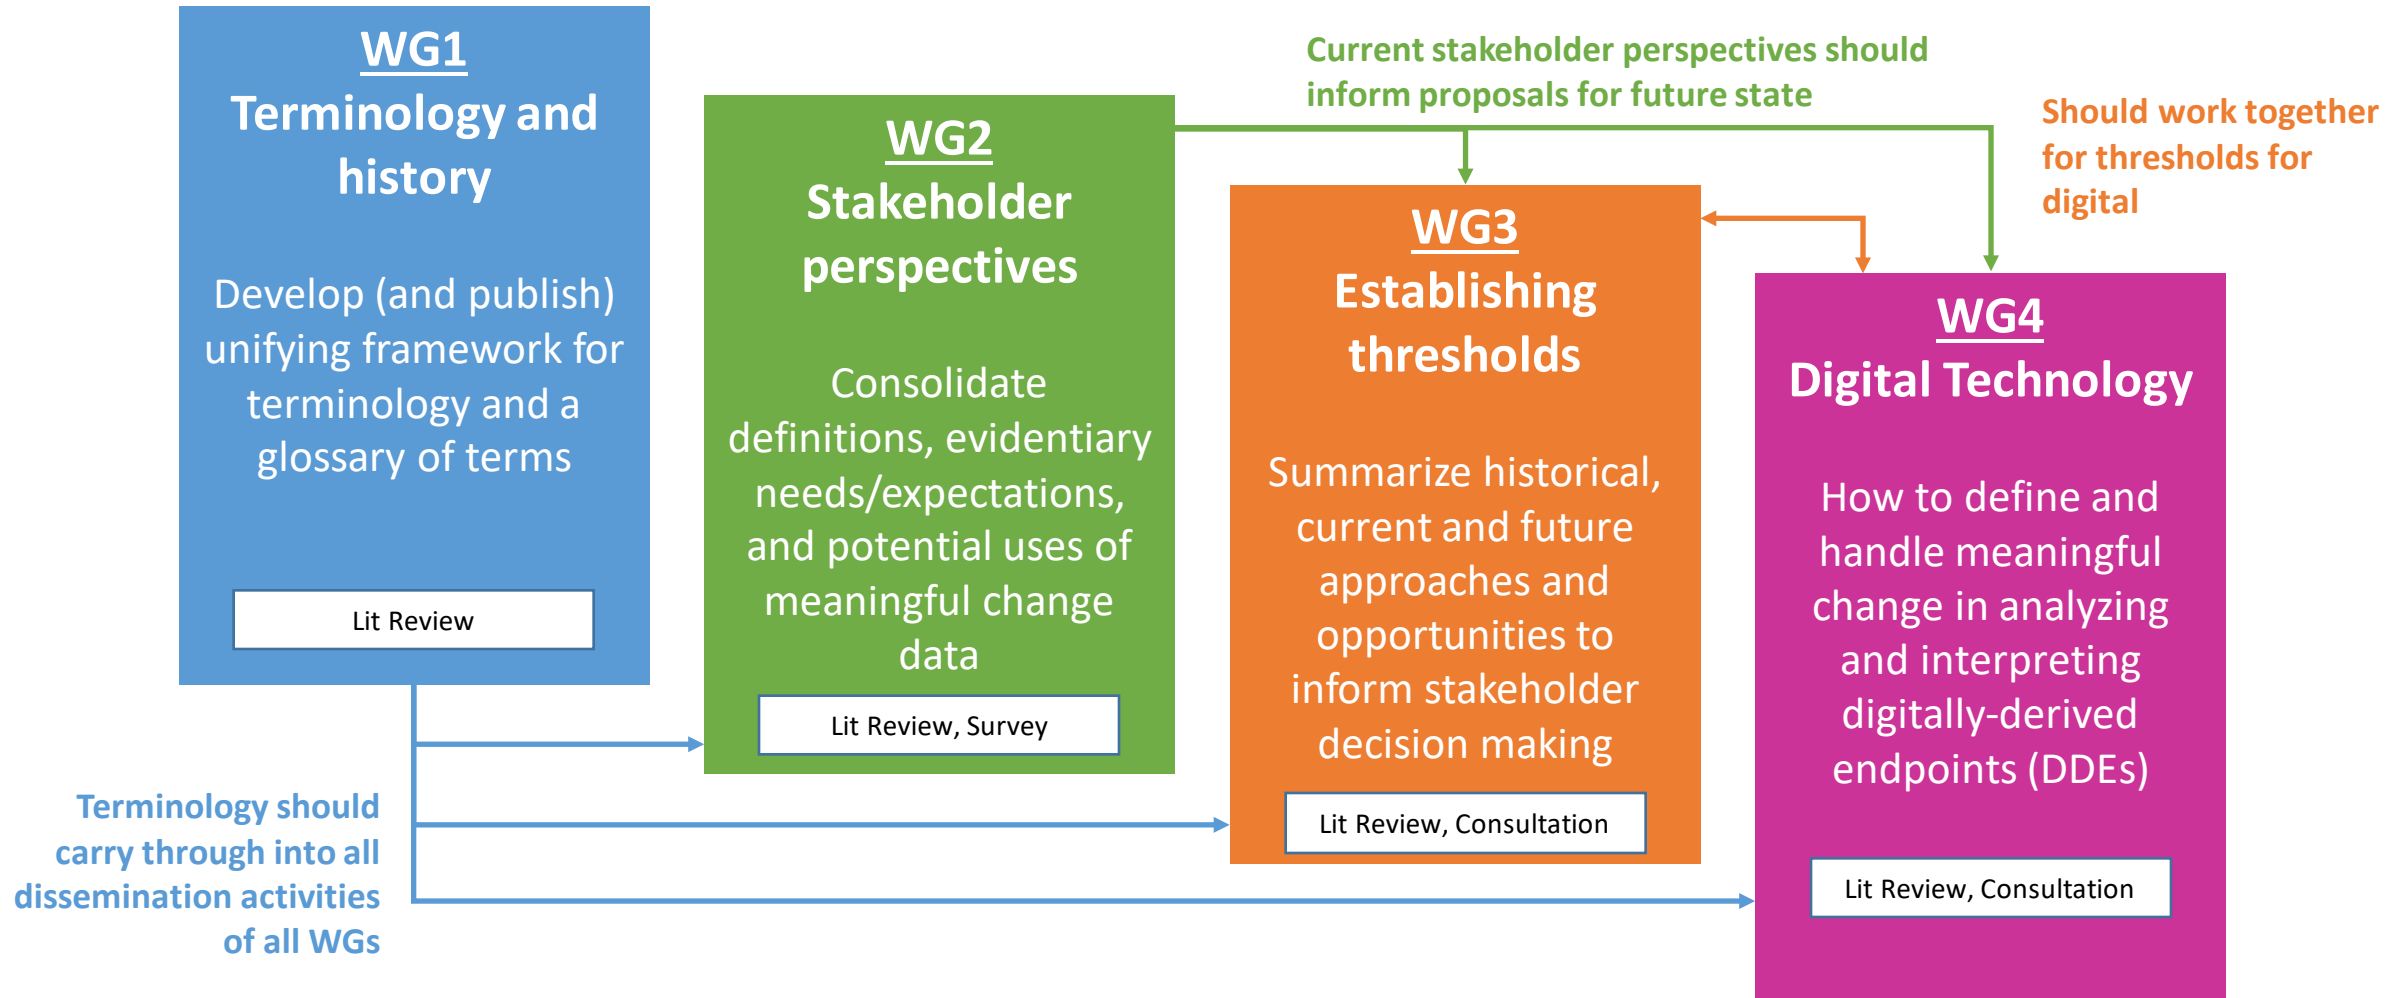 WG1
Terminology and
history
Develop (and publish)
unifying framework for
terminology and a
glossary of terms
Lit Review
Terminology should
carry through into all
dissemination activities
of all WGs
WG2
Stakeholder
perspectives
Consolidate
definitions, evidentiary
needs/expectations,
and potential uses of
meaningful change
data
Lit Review, Survey
Current stakeholder perspectives should
inform proposals for future state
WG3
Establishing
thresholds
Summarize historical,
current and future
approaches and
opportunities to
inform stakeholder
decision making
Lit Review, Consultation
Should work together
for thresholds for
digital
WG4
Digital Technology
How to define and
handle meaningful
change in analyzing
and interpreting
digitally-derived
endpoints (DDEs)
Lit Review, Consultation